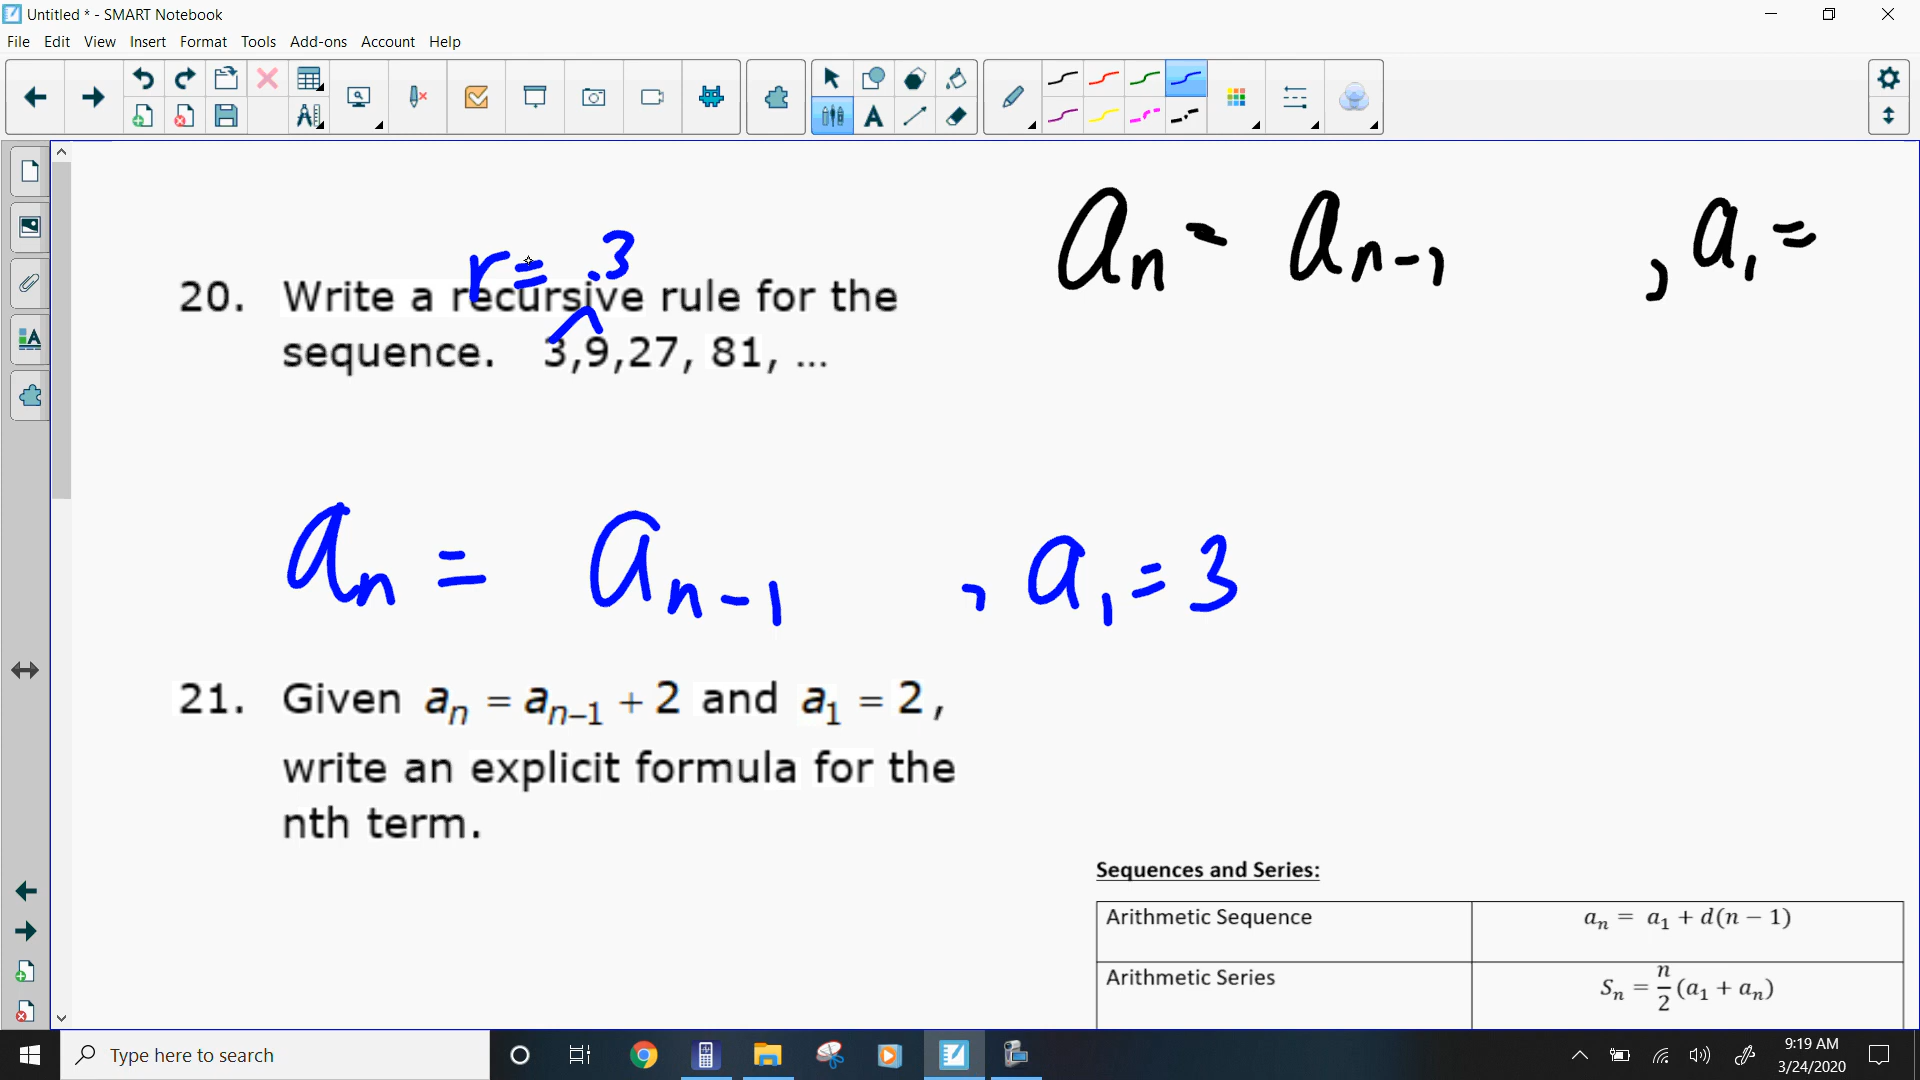 Untitled * - SMART Notebook
File Edit View Insert Format Tools Add-ons Account Help
aₙ = aₙ₋₁ , a₁ =
r = .3
20. Write a recursive rule for the
sequence. 3,9,27, 81, ...
aₙ = aₙ₋₁ , a₁ = 3
21. Given aₙ = aₙ₋₁ + 2 and a₁ = 2,
write an explicit formula for the
nth term.
Sequences and Series:
Arithmetic Sequence aₙ = a₁ + d(n − 1)
Arithmetic Series Sₙ = n/2 (a₁ + aₙ)
Type here to search
9:19 AM
3/24/2020